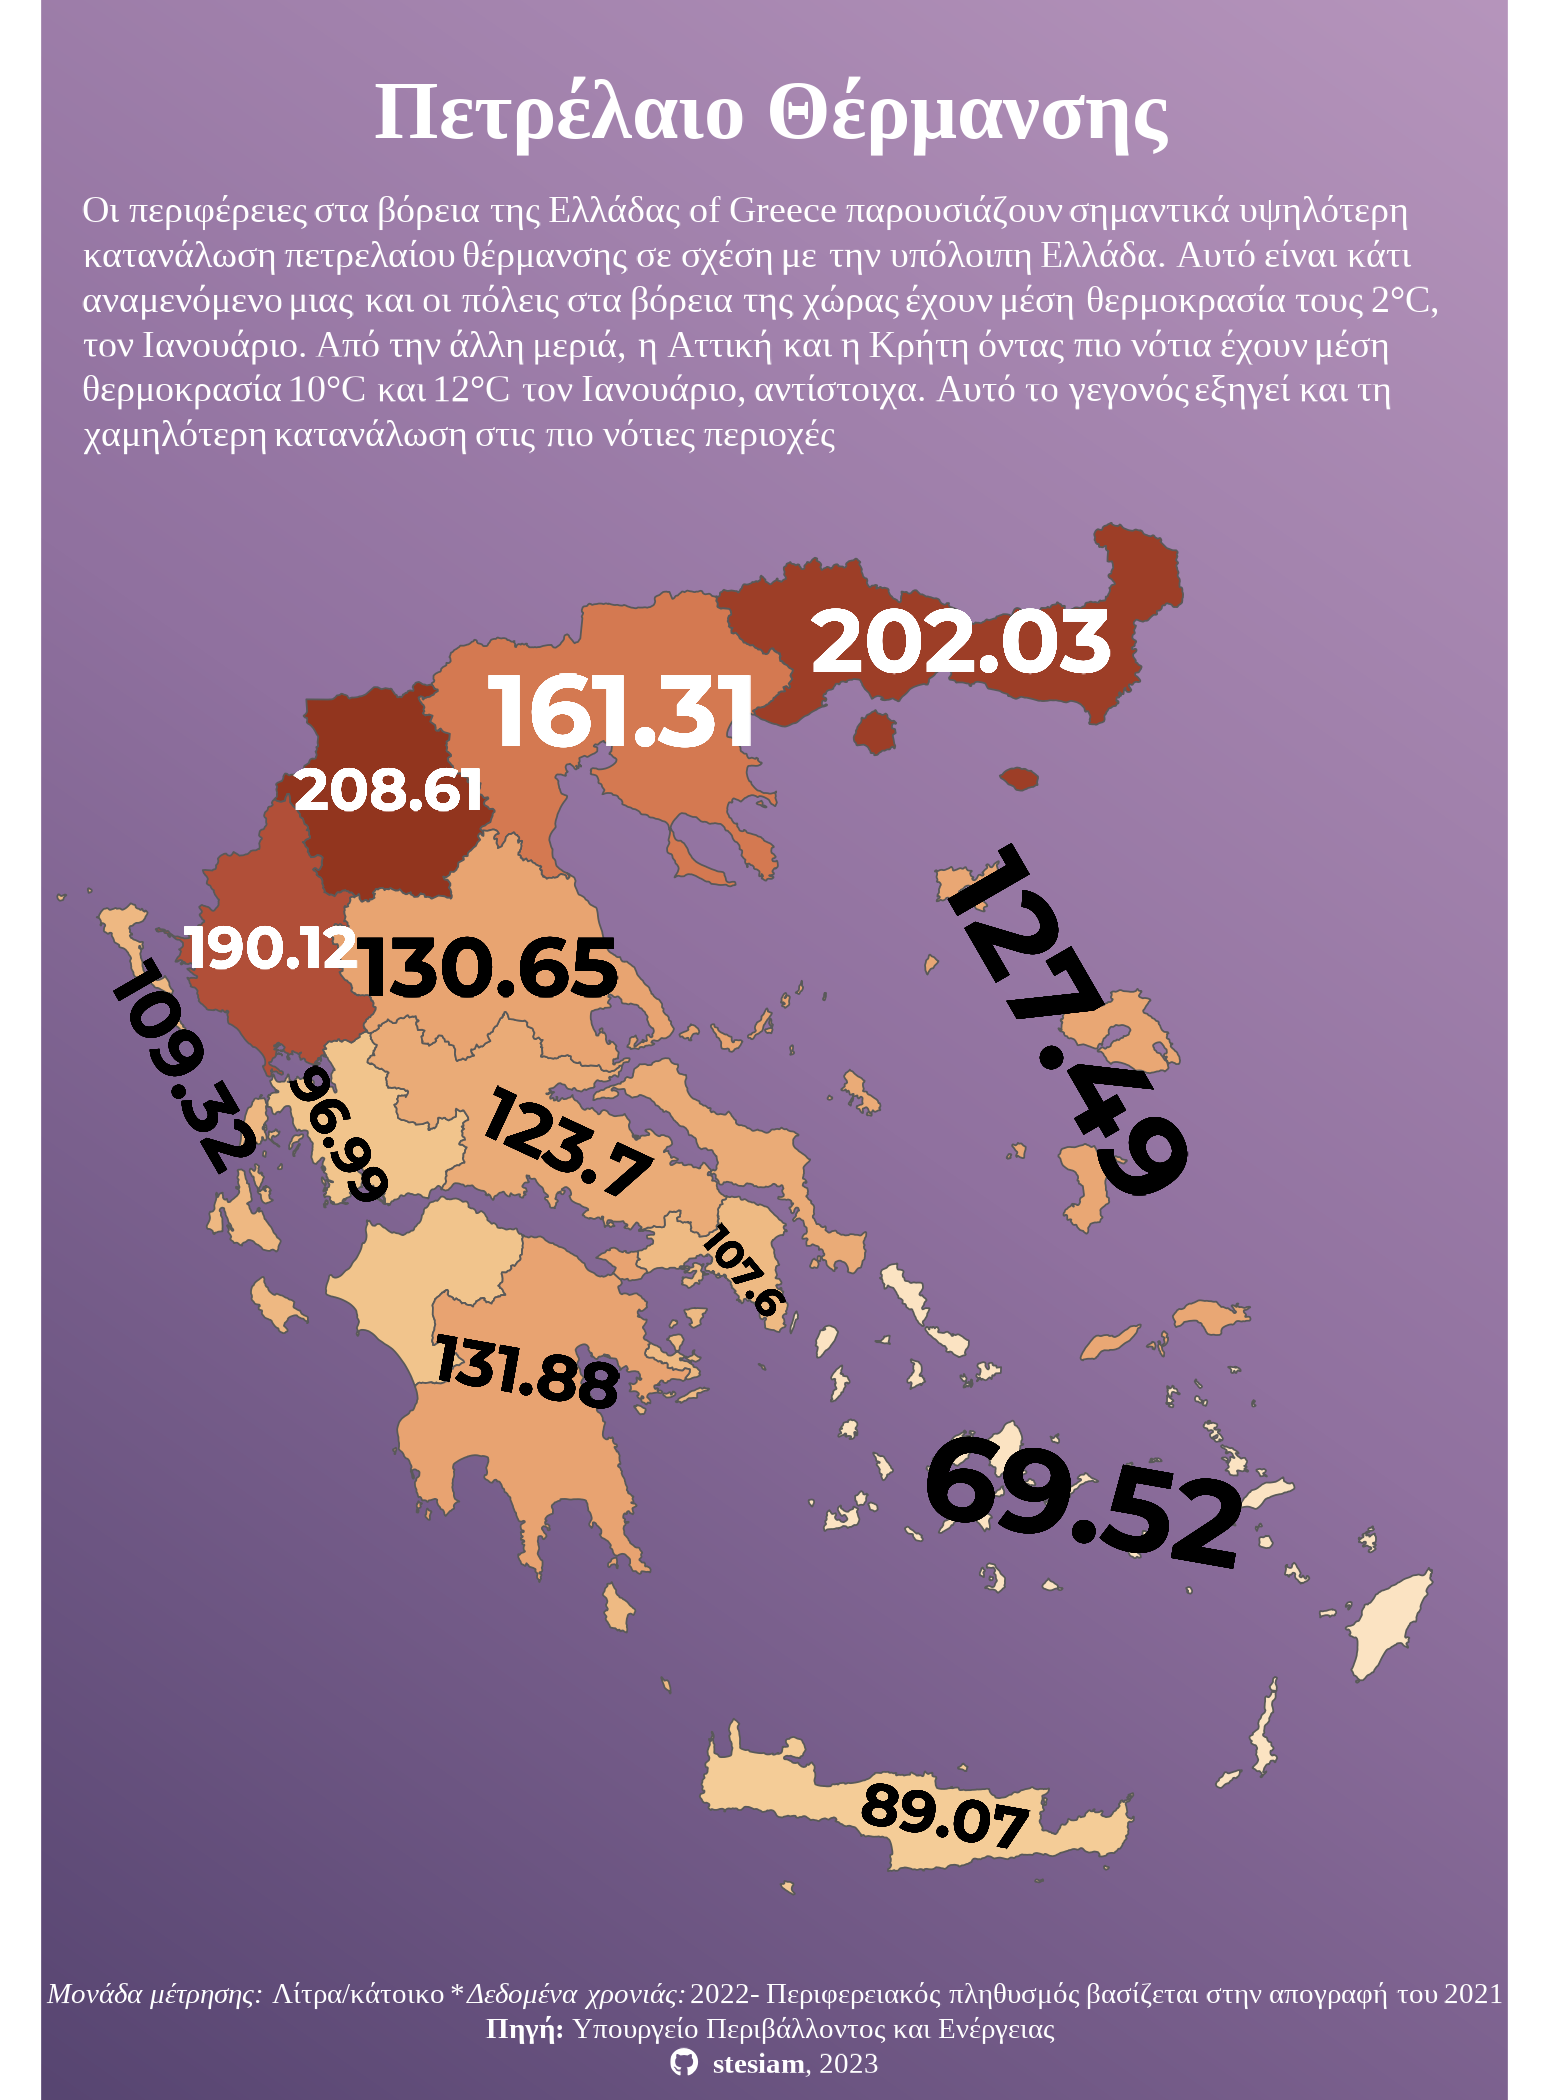 Πετρέλαιο Θέρμανσης
Οι περιφέρειες στα βόρεια της Ελλάδας of Greece παρουσιάζουν σημαντικά υψηλότερη
κατανάλωση πετρελαίου θέρμανσης σε σχέση με την υπόλοιπη Ελλάδα. Αυτό είναι κάτι
αναμενόμενο μιας και οι πόλεις στα βόρεια της χώρας έχουν μέση θερμοκρασία τους 2°C,
τον Ιανουάριο. Από την άλλη μεριά, η Αττική και η Κρήτη όντας πιο νότια έχουν μέση
θερμοκρασία 10°C και 12°C τον Ιανουάριο, αντίστοιχα. Αυτό το γεγονός εξηγεί και τη
χαμηλότερη κατανάλωση στις πιο νότιες περιοχές
202.03
161.31
208.61
190.12
130.65
127.49
109.32
96.99
123.7
107.6
131.88
69.52
89.07
Μονάδα μέτρησης: Λίτρα/κάτοικο * Δεδομένα χρονιάς: 2022- Περιφερειακός πληθυσμός βασίζεται στην απογραφή του 2021
Πηγή: Υπουργείο Περιβάλλοντος και Ενέργειας
stesiam, 2023